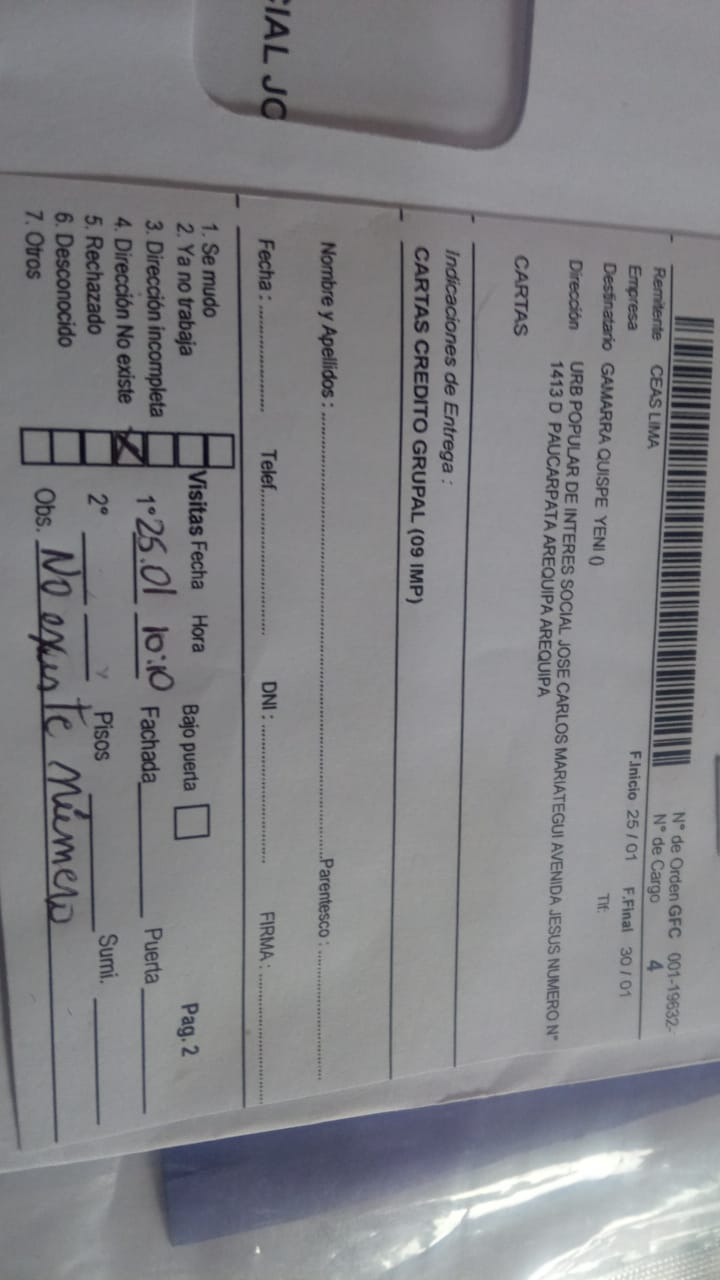 CIAL JO
N° de Orden GFC 001-19632-
N° de Cargo 4
Remitente CEAS LIMA
Empresa F.Inicio 25 / 01 F.Final 30 / 01
Destinatario GAMARRA QUISPE YENI 0 Tlf:
Dirección URB POPULAR DE INTERES SOCIAL JOSE CARLOS MARIATEGUI AVENIDA JESUS NUMERO N°
1413 D PAUCARPATA AREQUIPA AREQUIPA
CARTAS
Indicaciones de Entrega :
CARTAS CREDITO GRUPAL (09 IMP)
Nombre y Apellidos : Parentesco :
Fecha : Telef. DNI : FIRMA :
1. Se mudo
2. Ya no trabaja Visitas Fecha Hora Bajo puerta Pag. 2
3. Dirección incompleta
4. Dirección No existe 1° 25.01 10:10 Fachada Puerta
5. Rechazado 2° Pisos Sumi.
6. Desconocido
7. Otros Obs. No existe número